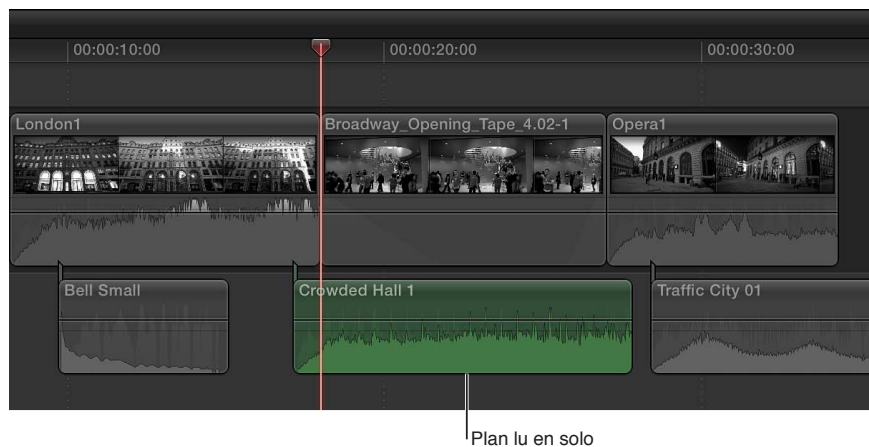 00:00:10:00 00:00:20:00 00:00:30:00
London1 Broadway_Opening_Tape_4.02-1 Opera1
Bell Small Crowded Hall 1 Traffic City 01
Plan lu en solo